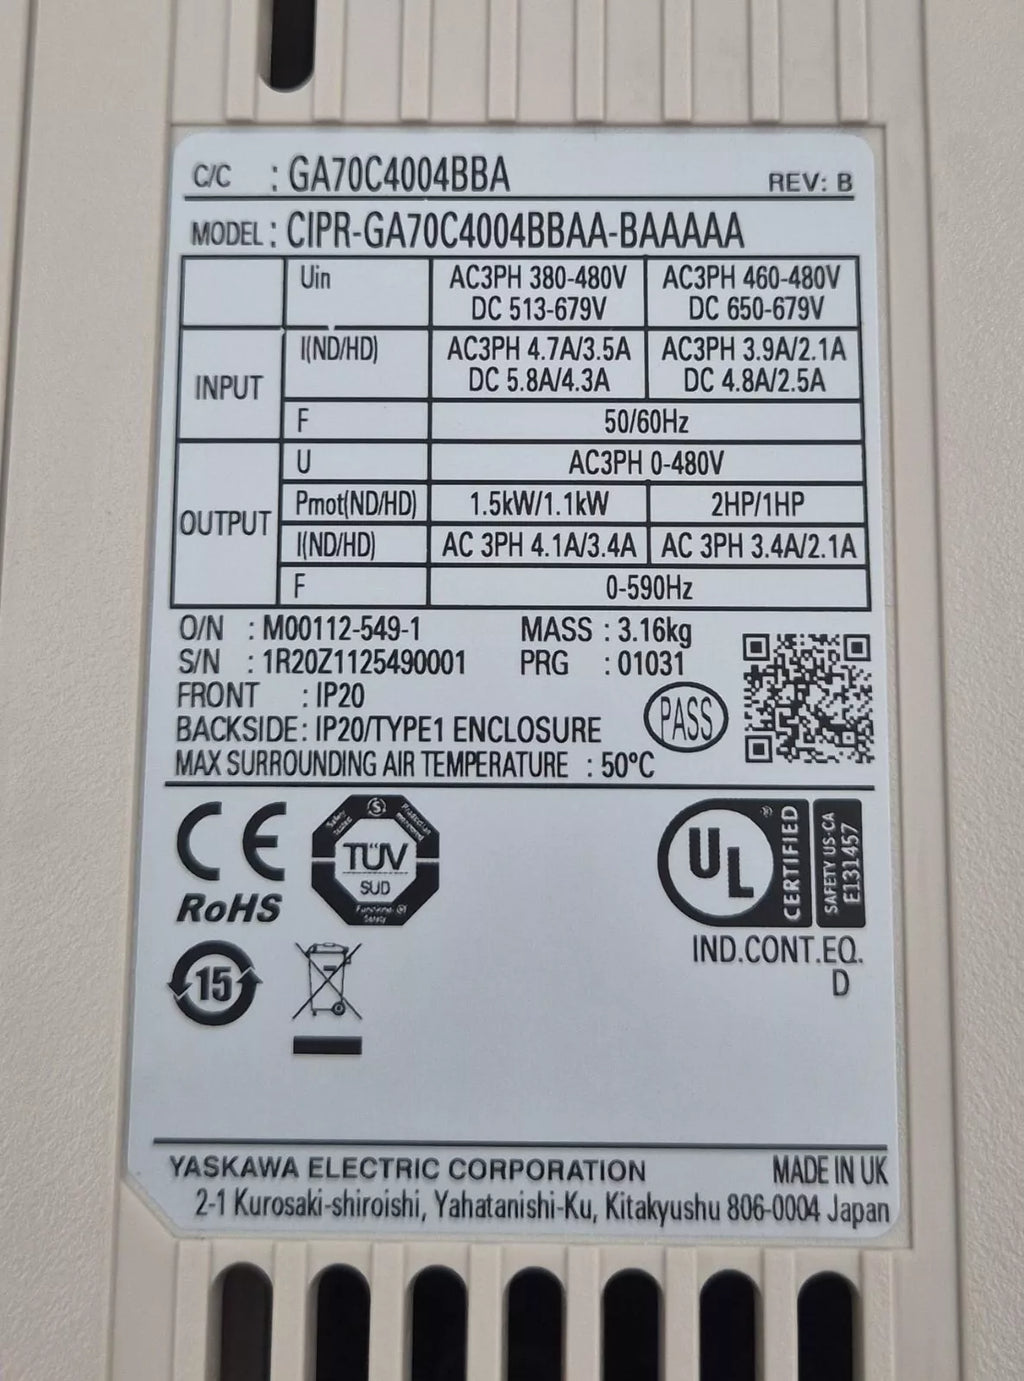 C/C : GA70C4004BBA REV: B
MODEL: CIPR-GA70C4004BBAA-BAAAAA
Uin AC3PH 380-480V AC3PH 460-480V
DC 513-679V DC 650-679V
INPUT I(ND/HD) AC3PH 4.7A/3.5A AC3PH 3.9A/2.1A
DC 5.8A/4.3A DC 4.8A/2.5A
F 50/60Hz
OUTPUT U AC3PH 0-480V
Pmot(ND/HD) 1.5kW/1.1kW 2HP/1HP
I(ND/HD) AC 3PH 4.1A/3.4A AC 3PH 3.4A/2.1A
F 0-590Hz
O/N : M00112-549-1 MASS : 3.16kg
S/N : 1R20Z1125490001 PRG : 01031
FRONT : IP20
BACKSIDE: IP20/TYPE1 ENCLOSURE
PASS
MAX SURROUNDING AIR TEMPERATURE : 50°C
CE
RoHS
Safety
TÜV
SUD
Functional
Safety
UL ®
CERTIFIED
SAFETY US-CA
E131457
IND.CONT.EQ.
D
15
YASKAWA ELECTRIC CORPORATION MADE IN UK
2-1 Kurosaki-shiroishi, Yahatanishi-Ku, Kitakyushu 806-0004 Japan